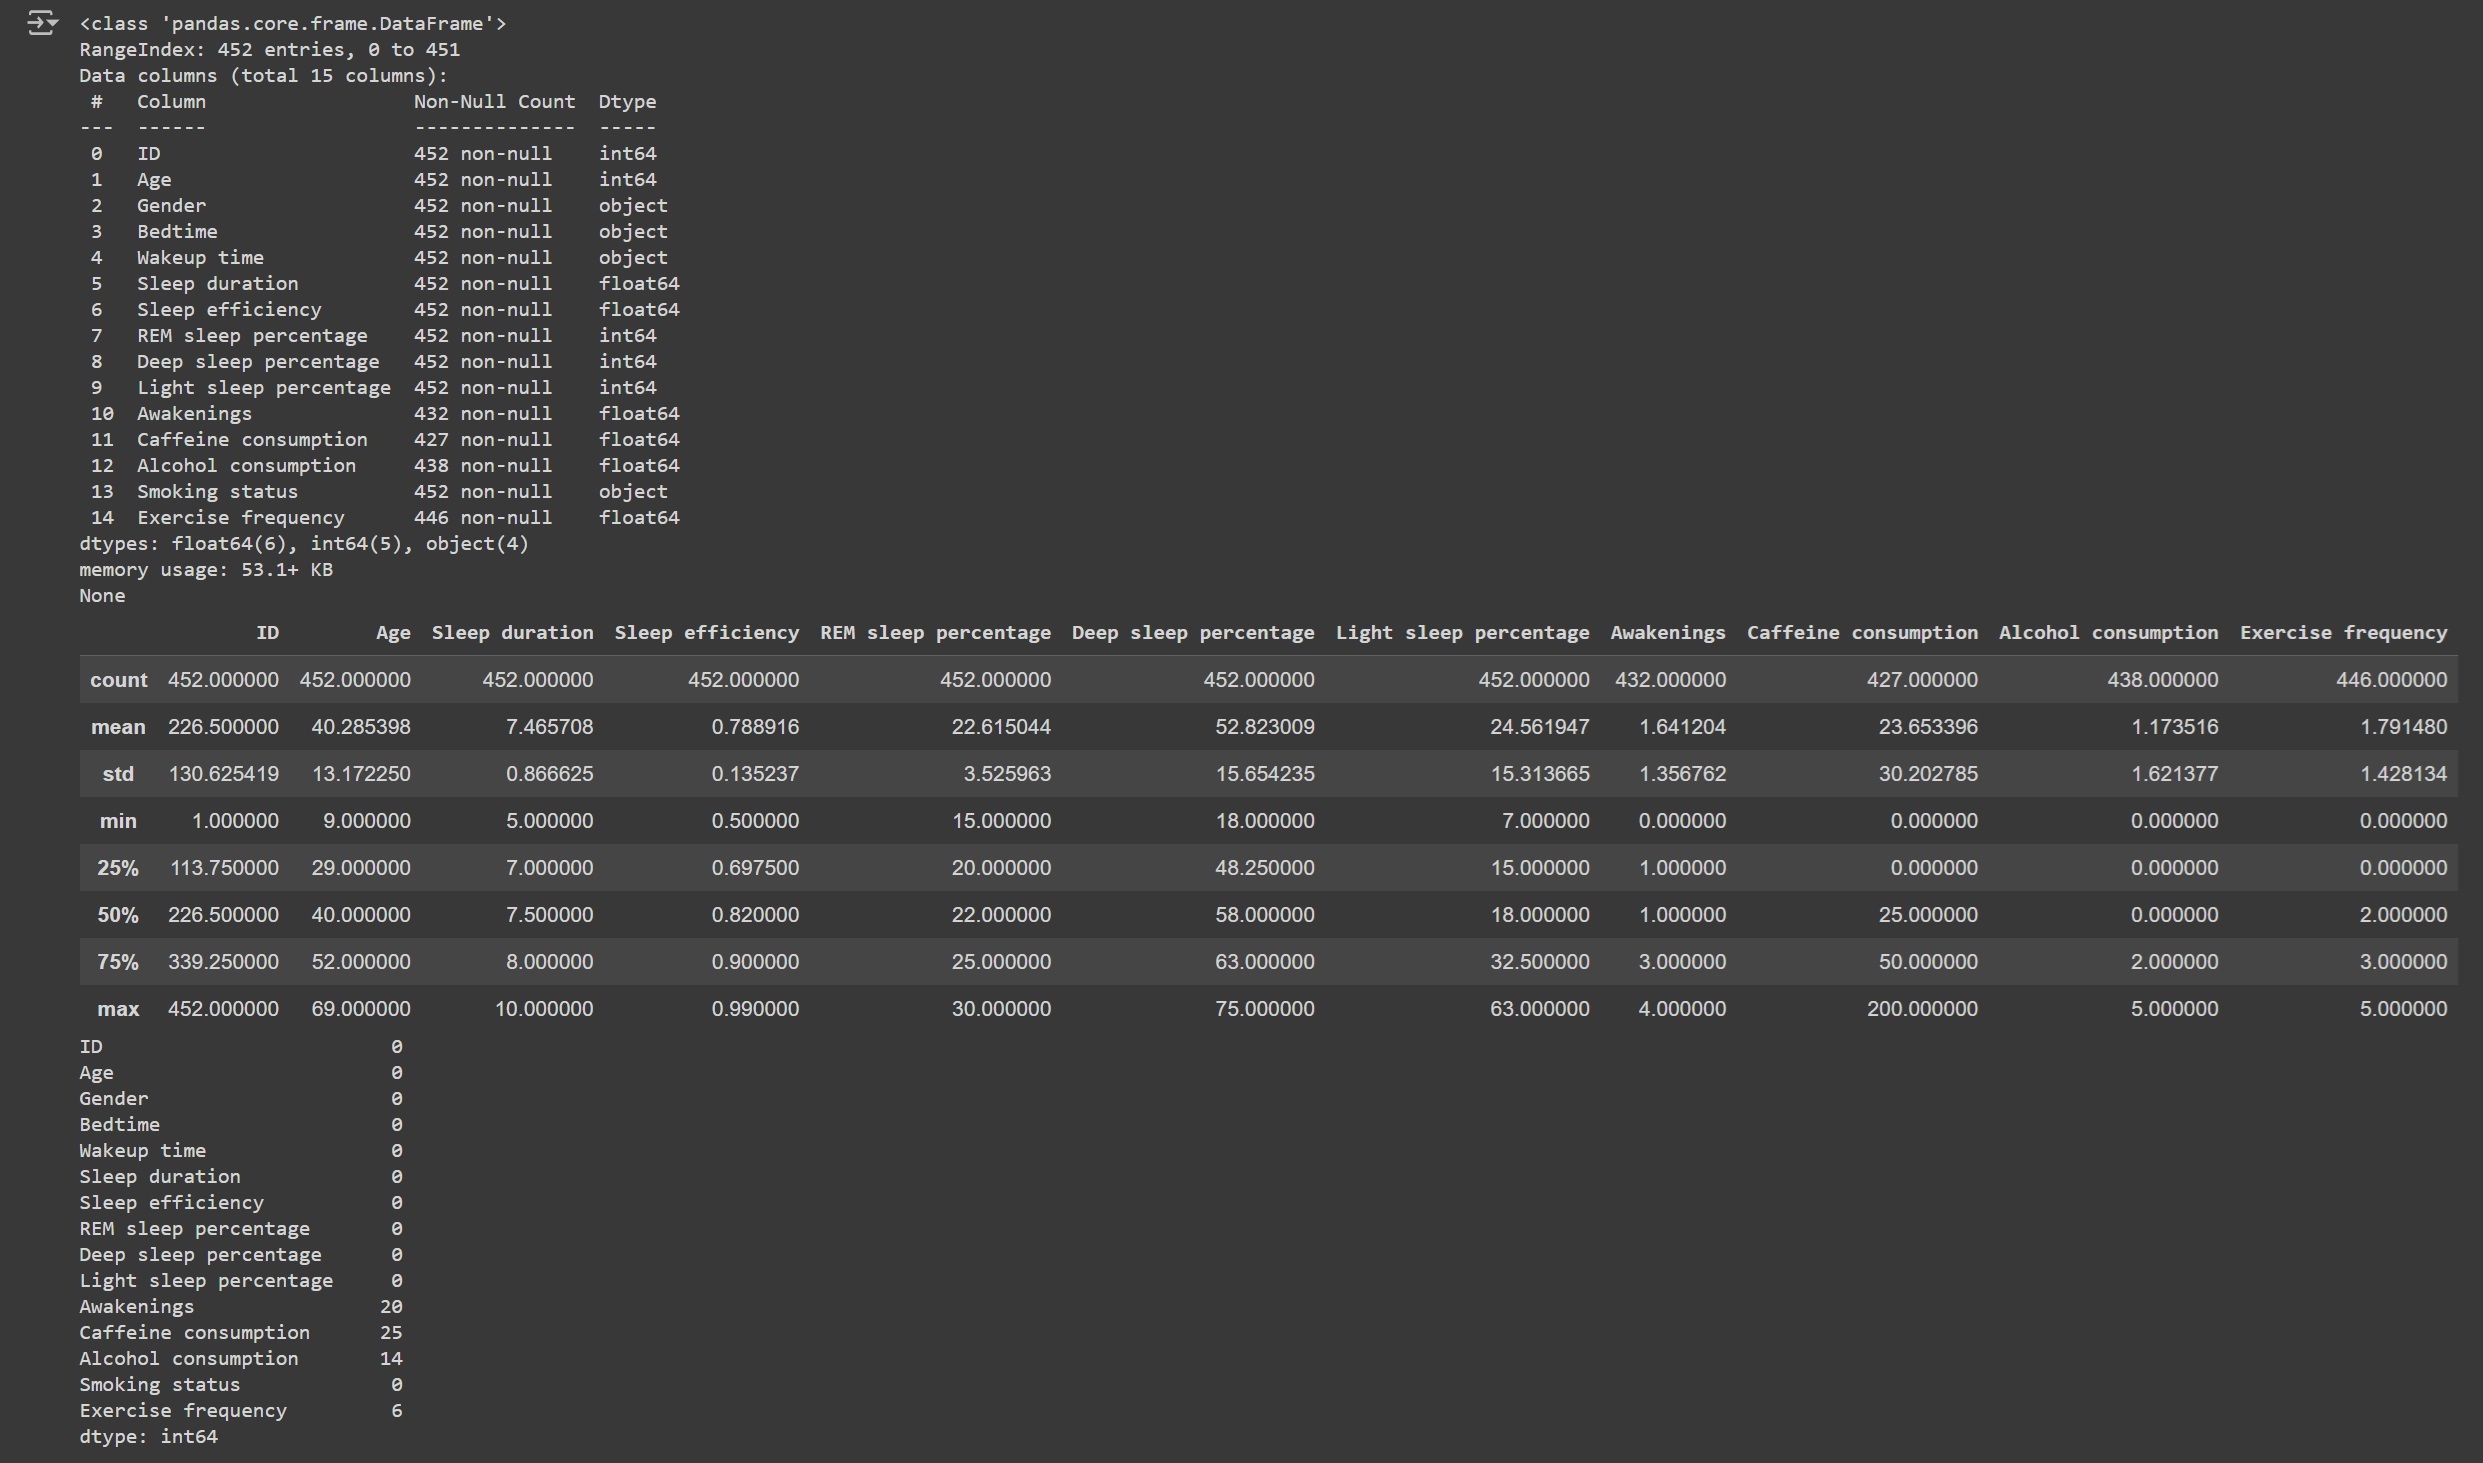 <class 'pandas.core.frame.DataFrame'>
RangeIndex: 452 entries, 0 to 451
Data columns (total 15 columns):
 #   Column                  Non-Null Count  Dtype
---  ------                  --------------  -----
 0   ID                      452 non-null    int64
 1   Age                     452 non-null    int64
 2   Gender                  452 non-null    object
 3   Bedtime                 452 non-null    object
 4   Wakeup time             452 non-null    object
 5   Sleep duration          452 non-null    float64
 6   Sleep efficiency        452 non-null    float64
 7   REM sleep percentage    452 non-null    int64
 8   Deep sleep percentage   452 non-null    int64
 9   Light sleep percentage  452 non-null    int64
 10  Awakenings              432 non-null    float64
 11  Caffeine consumption    427 non-null    float64
 12  Alcohol consumption     438 non-null    float64
 13  Smoking status          452 non-null    object
 14  Exercise frequency      446 non-null    float64
dtypes: float64(6), int64(5), object(4)
memory usage: 53.1+ KB
None
ID Age Sleep duration Sleep efficiency REM sleep percentage Deep sleep percentage Light sleep percentage Awakenings Caffeine consumption Alcohol consumption Exercise frequency
count 452.000000 452.000000 452.000000 452.000000 452.000000 452.000000 452.000000 432.000000 427.000000 438.000000 446.000000
mean 226.500000 40.285398 7.465708 0.788916 22.615044 52.823009 24.561947 1.641204 23.653396 1.173516 1.791480
std 130.625419 13.172250 0.866625 0.135237 3.525963 15.654235 15.313665 1.356762 30.202785 1.621377 1.428134
min 1.000000 9.000000 5.000000 0.500000 15.000000 18.000000 7.000000 0.000000 0.000000 0.000000 0.000000
25% 113.750000 29.000000 7.000000 0.697500 20.000000 48.250000 15.000000 1.000000 0.000000 0.000000 0.000000
50% 226.500000 40.000000 7.500000 0.820000 22.000000 58.000000 18.000000 1.000000 25.000000 0.000000 2.000000
75% 339.250000 52.000000 8.000000 0.900000 25.000000 63.000000 32.500000 3.000000 50.000000 2.000000 3.000000
max 452.000000 69.000000 10.000000 0.990000 30.000000 75.000000 63.000000 4.000000 200.000000 5.000000 5.000000
ID                         0
Age                        0
Gender                     0
Bedtime                    0
Wakeup time                0
Sleep duration             0
Sleep efficiency           0
REM sleep percentage       0
Deep sleep percentage      0
Light sleep percentage     0
Awakenings                20
Caffeine consumption      25
Alcohol consumption       14
Smoking status             0
Exercise frequency         6
dtype: int64